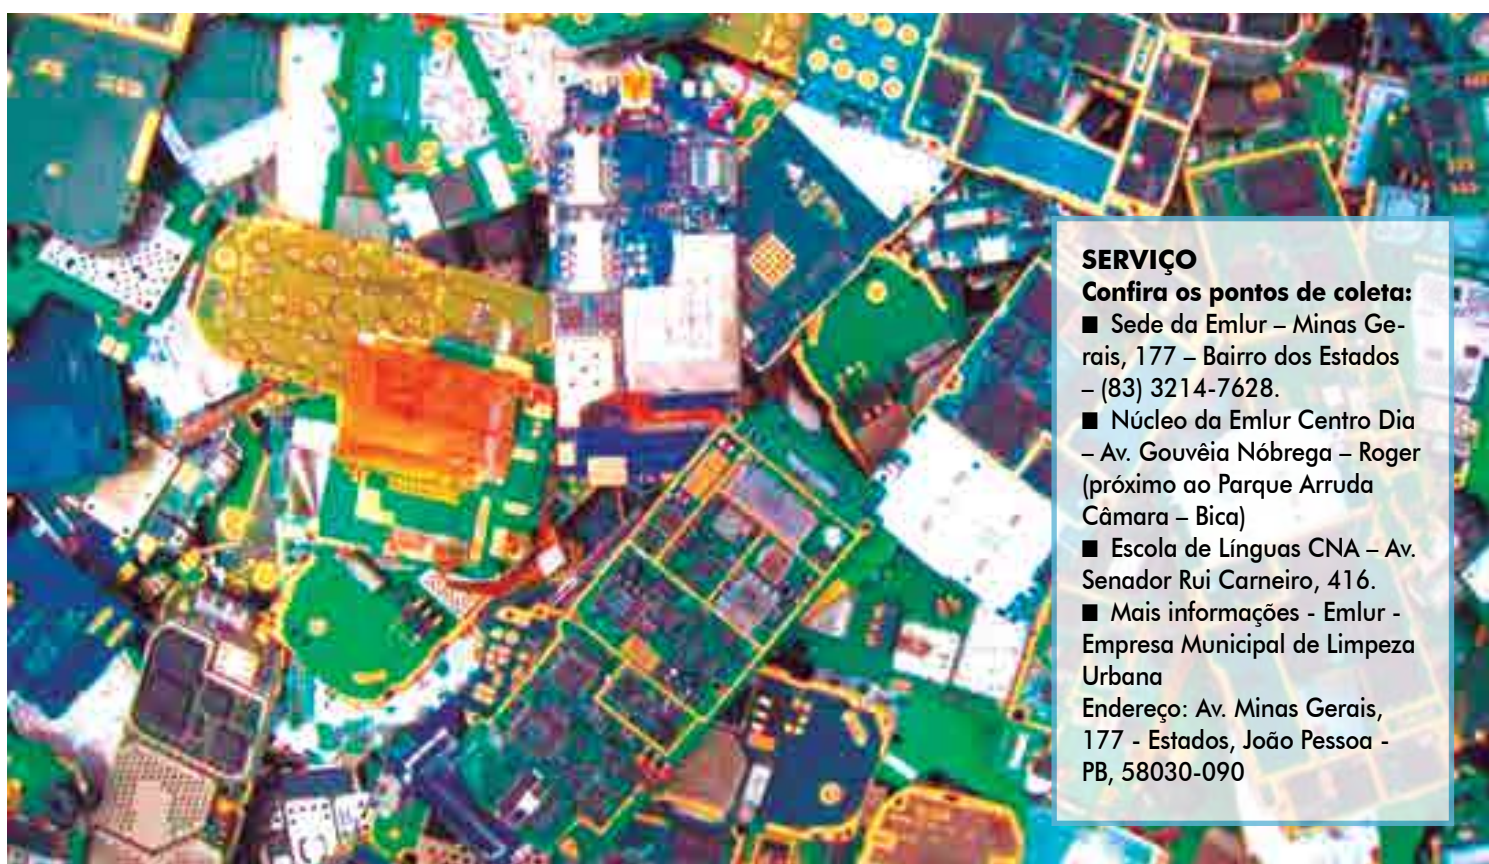 SERVIÇO
Confira os pontos de coleta:
■ Sede da Emlur – Minas Ge-
rais, 177 – Bairro dos Estados
– (83) 3214-7628.
■ Núcleo da Emlur Centro Dia
– Av. Gouvêia Nóbrega – Roger
(próximo ao Parque Arruda
Câmara – Bica)
■ Escola de Línguas CNA – Av.
Senador Rui Carneiro, 416.
■ Mais informações - Emlur -
Empresa Municipal de Limpeza
Urbana
Endereço: Av. Minas Gerais,
177 - Estados, João Pessoa -
PB, 58030-090